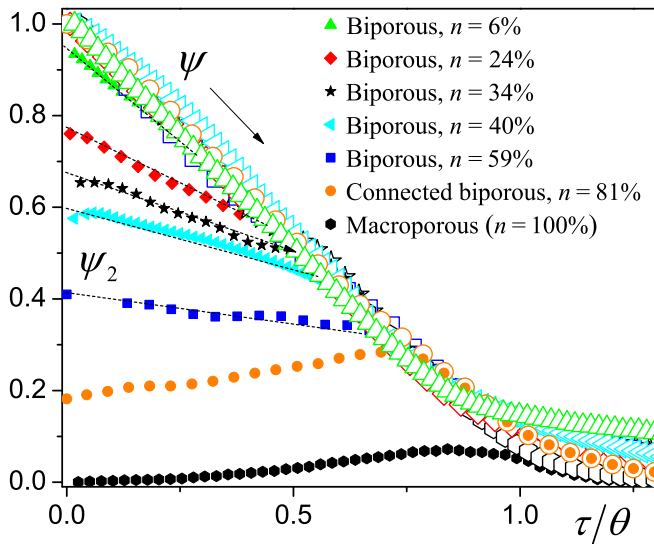 1.0
0.8
0.6
0.4
0.2
0.0
ψ
ψ2
Biporous, n = 6%
Biporous, n = 24%
Biporous, n = 34%
Biporous, n = 40%
Biporous, n = 59%
Connected biporous, n = 81%
Macroporous (n = 100%)
0.0
0.5
1.0
τ/θ